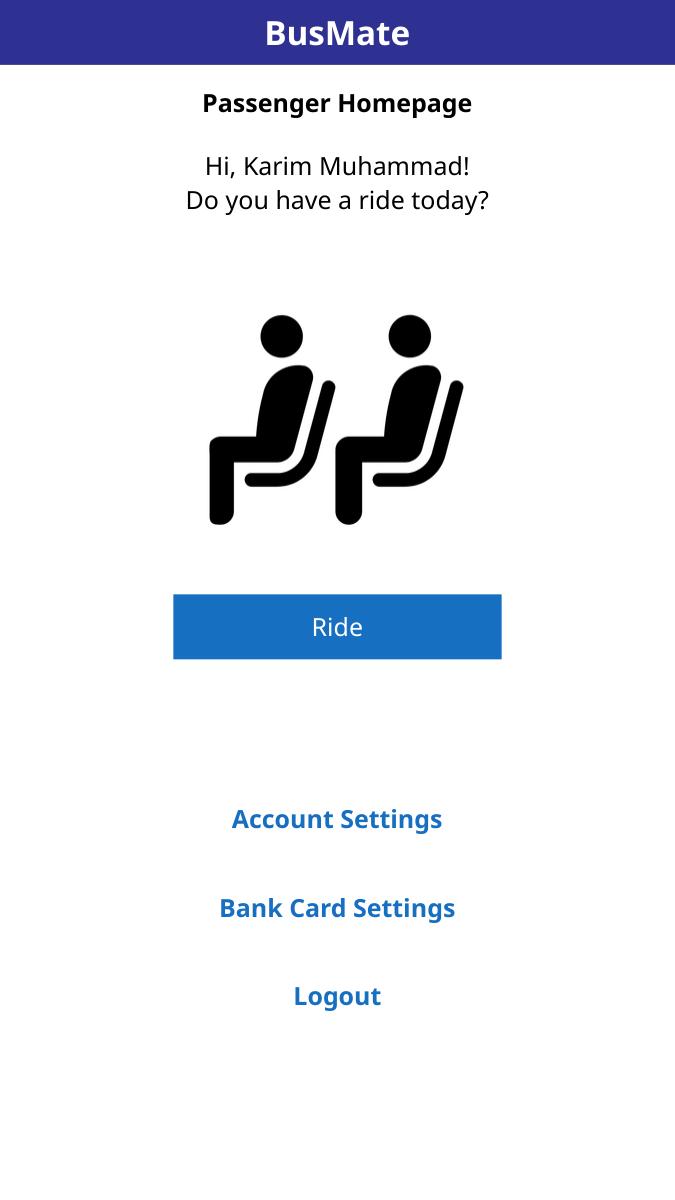 BusMate
Passenger Homepage
Hi, Karim Muhammad!
Do you have a ride today?
Ride
Account Settings
Bank Card Settings
Logout